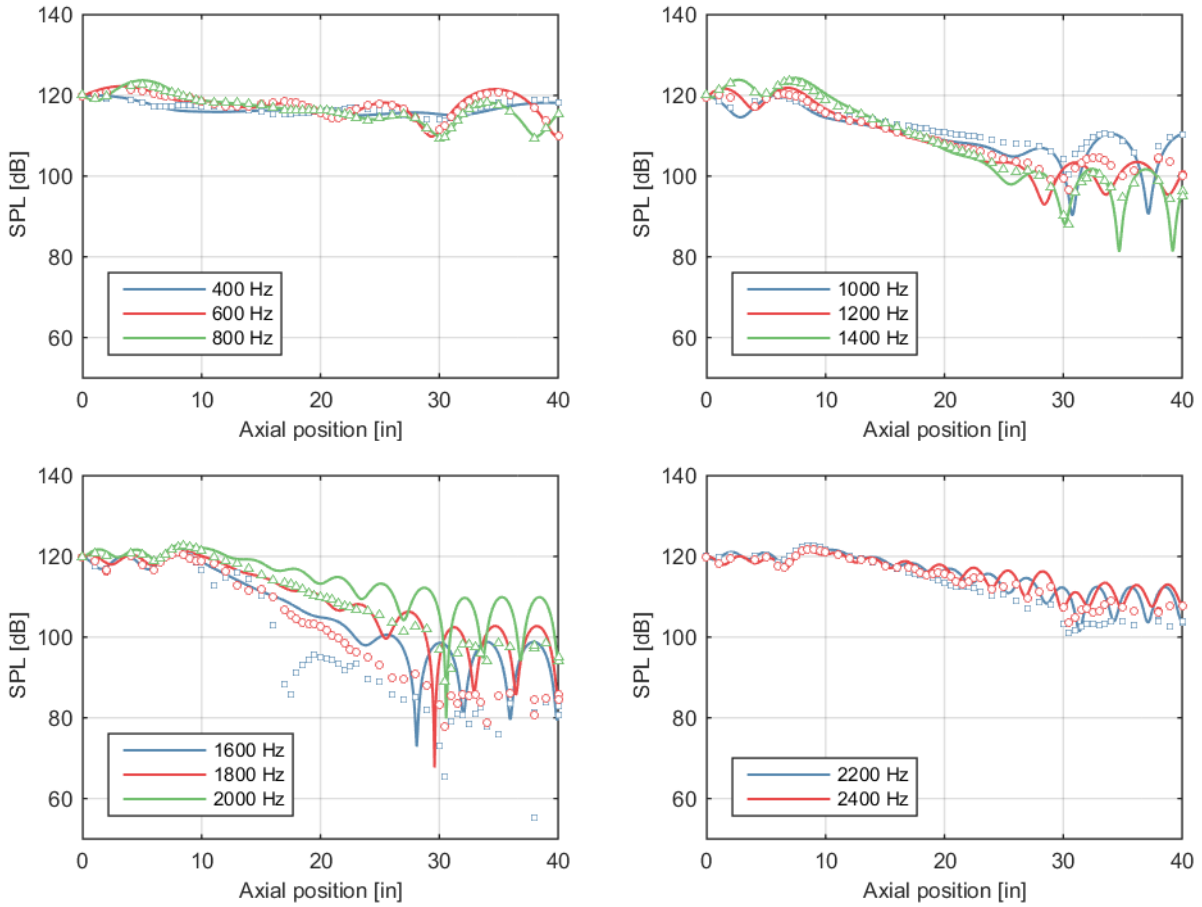 140
120
100
80
60
SPL [dB]
400 Hz
600 Hz
800 Hz
0 10 20 30 40
Axial position [in]
140
120
100
80
60
SPL [dB]
1000 Hz
1200 Hz
1400 Hz
0 10 20 30 40
Axial position [in]
140
120
100
80
60
SPL [dB]
1600 Hz
1800 Hz
2000 Hz
0 10 20 30 40
Axial position [in]
140
120
100
80
60
SPL [dB]
2200 Hz
2400 Hz
0 10 20 30 40
Axial position [in]